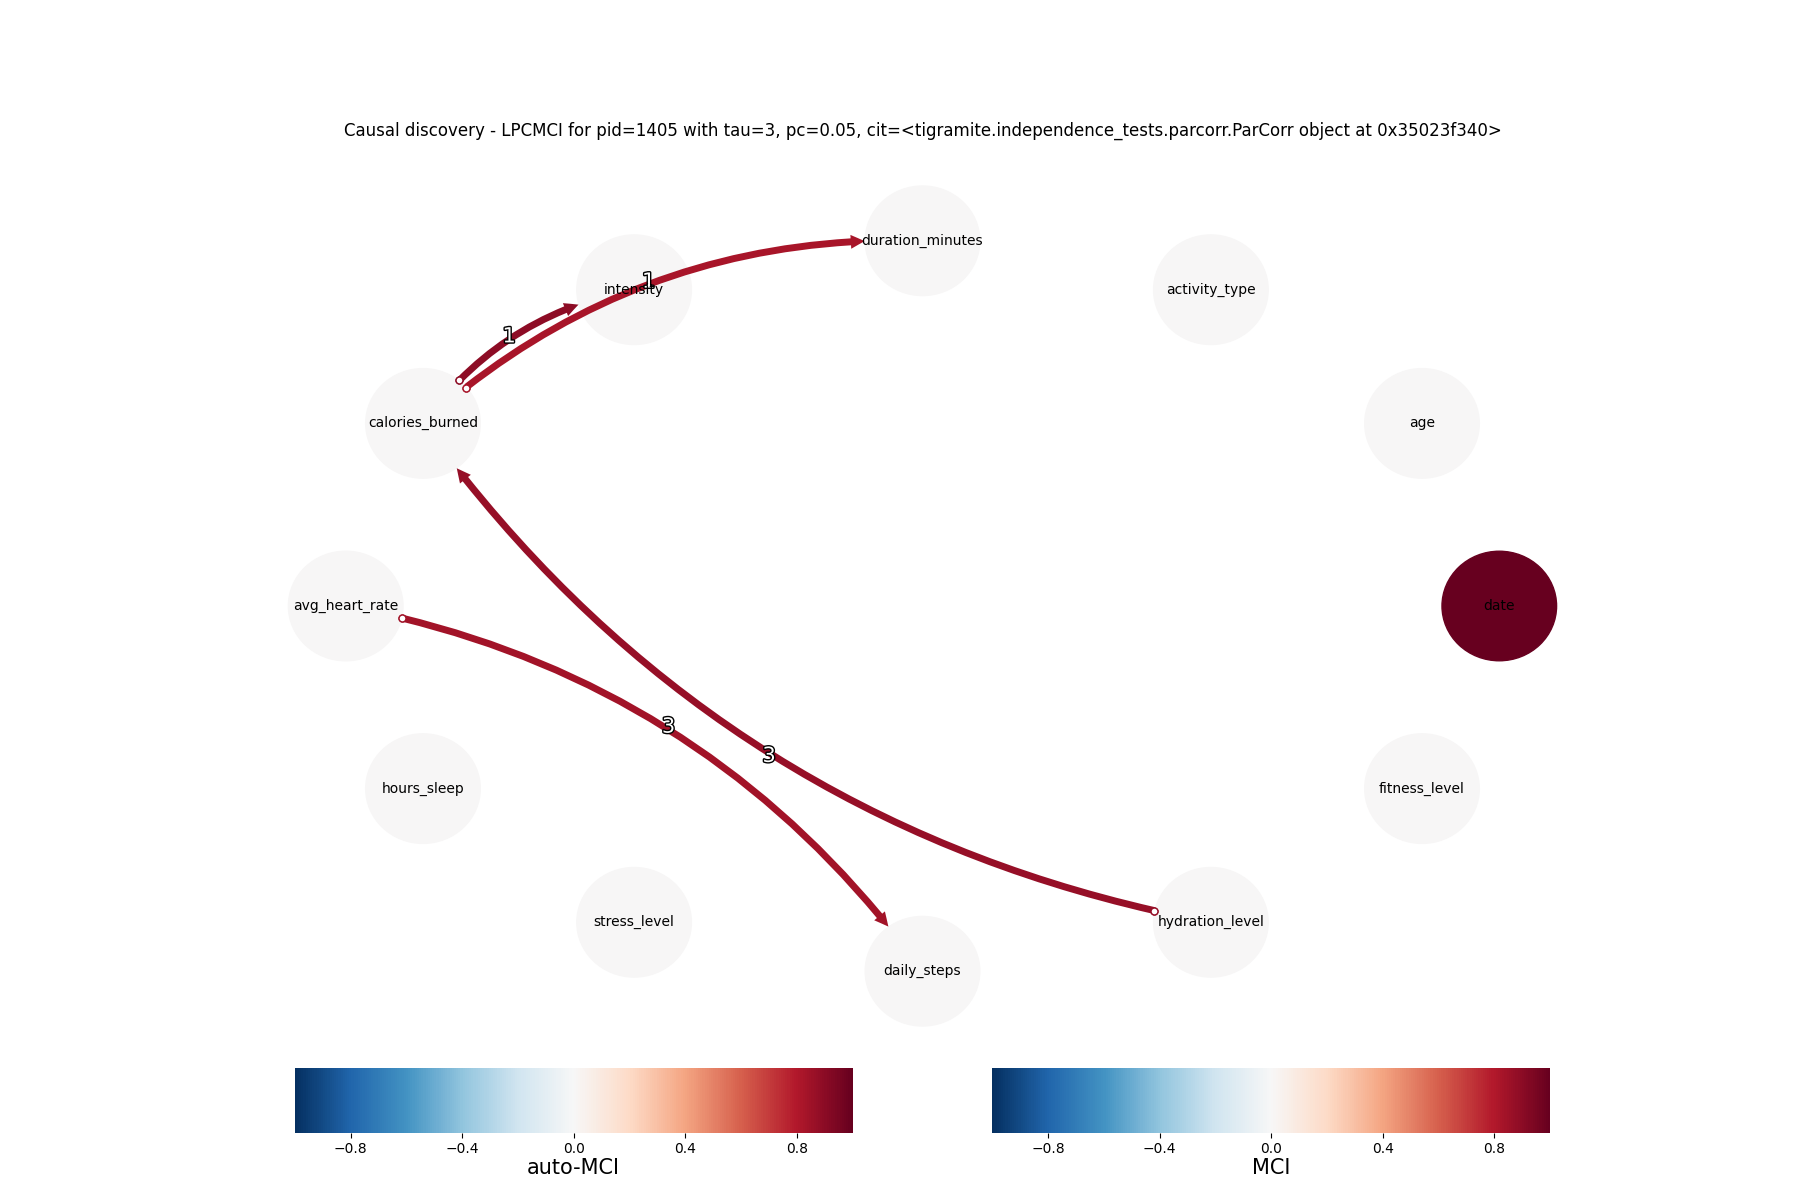 Causal discovery - LPCMCI for pid=1405 with tau=3, pc=0.05, cit=<tigramite.independence_tests.parcorr.ParCorr object at 0x35023f340>
duration_minutes
intensity
activity_type
1
1
calories_burned
age
avg_heart_rate
date
3
3
hours_sleep
fitness_level
stress_level
hydration_level
daily_steps
−0.8 −0.4 0.0 0.4 0.8
auto-MCI
−0.8 −0.4 0.0 0.4 0.8
MCI